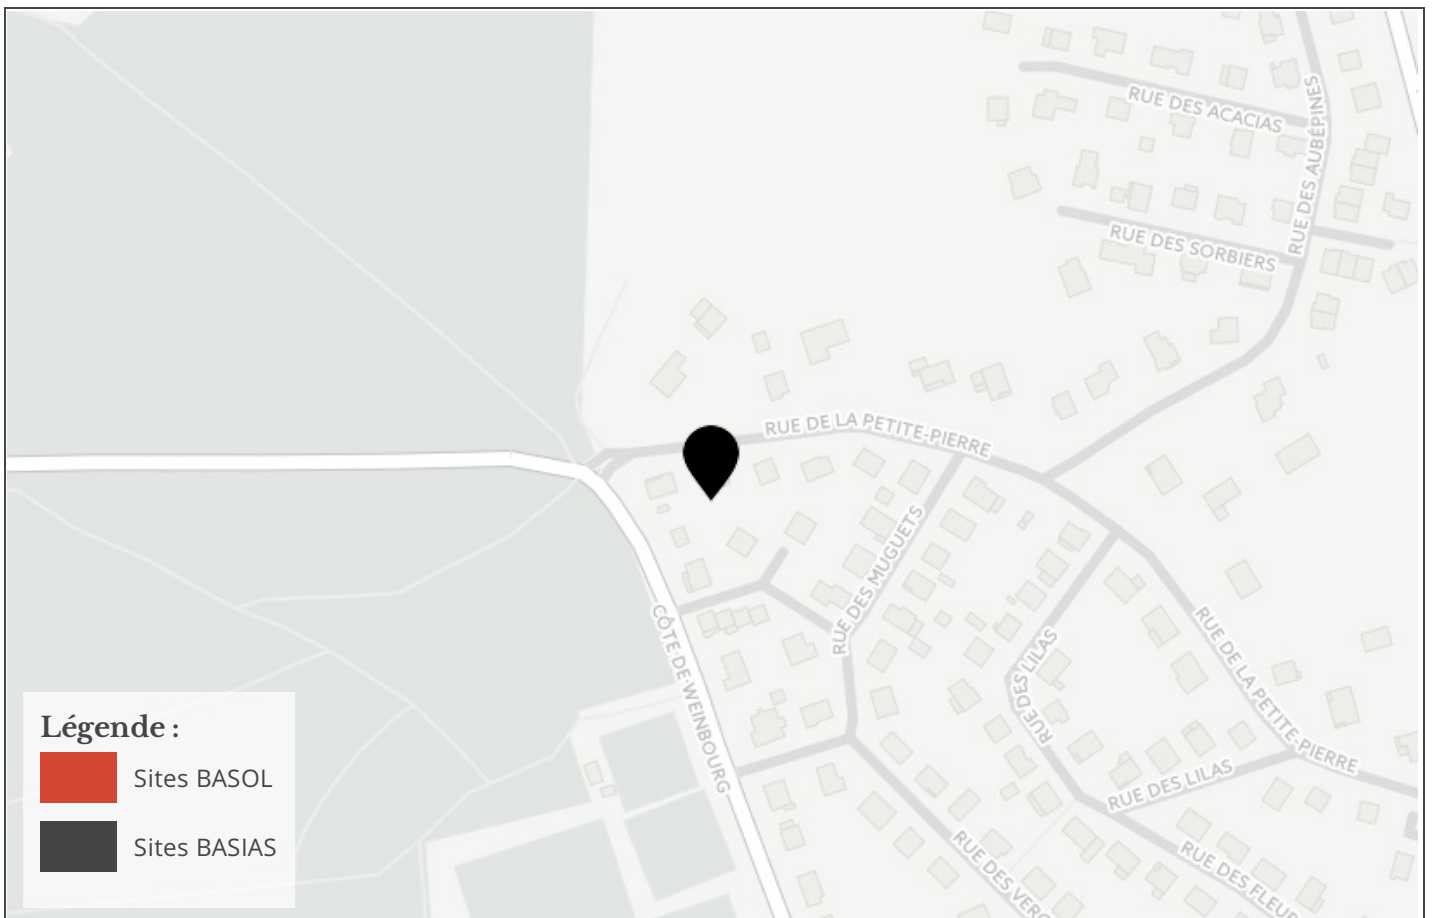 RUE DES ACACIAS
RUE DES AUBÉPINES
RUE DES SORBIERS
RUE DE LA PETITE-PIERRE
RUE DES MUGUETS
CÔTE-DE-WEINBOURG
RUE DES LILAS
RUE DE LA PETITE-PIERRE
RUE DES LILAS
RUE DES VERG
RUE DES FLEUR
Légende :
Sites BASOL
Sites BASIAS